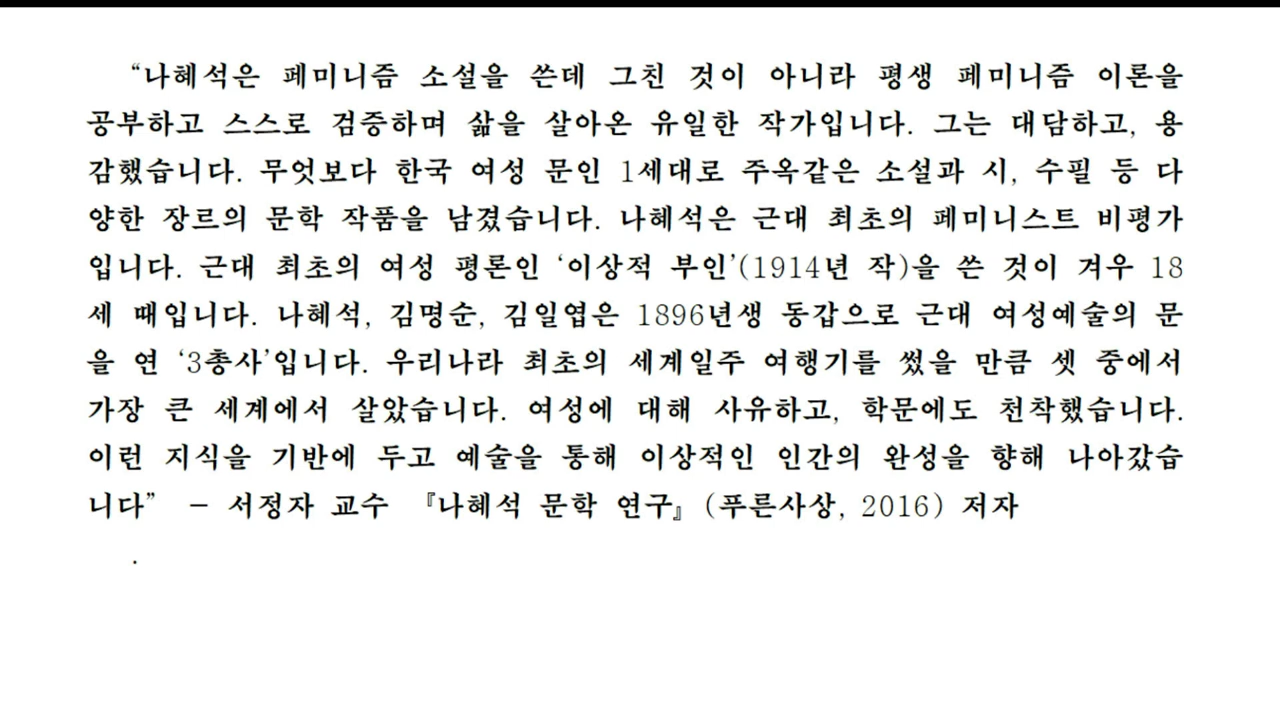 “나혜석은 페미니즘 소설을 쓴데 그친 것이 아니라 평생 페미니즘 이론을
공부하고 스스로 검증하며 삶을 살아온 유일한 작가입니다. 그는 대담하고, 용
감했습니다. 무엇보다 한국 여성 문인 1세대로 주옥같은 소설과 시, 수필 등 다
양한 장르의 문학 작품을 남겼습니다. 나혜석은 근대 최초의 페미니스트 비평가
입니다. 근대 최초의 여성 평론인 ‘이상적 부인’(1914년 작)을 쓴 것이 겨우 18
세 때입니다. 나혜석, 김명순, 김일엽은 1896년생 동갑으로 근대 여성예술의 문
을 연 ‘3총사’입니다. 우리나라 최초의 세계일주 여행기를 썼을 만큼 셋 중에서
가장 큰 세계에서 살았습니다. 여성에 대해 사유하고, 학문에도 천착했습니다.
이런 지식을 기반에 두고 예술을 통해 이상적인 인간의 완성을 향해 나아갔습
니다” － 서정자 교수 『나혜석 문학 연구』(푸른사상, 2016) 저자
.